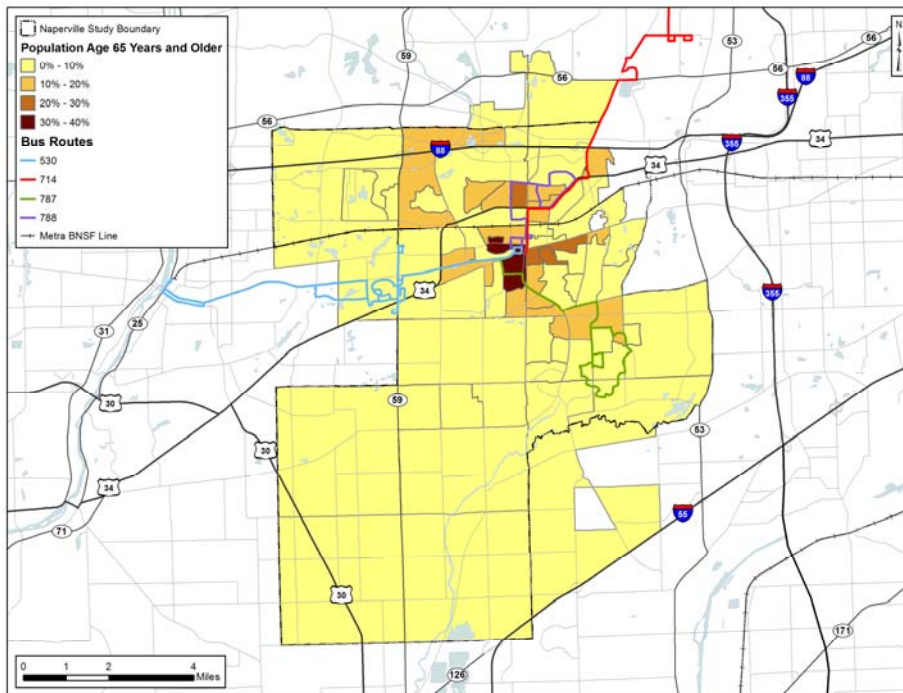 Naperville Study Boundary
Population Age 65 Years and Older
0% - 10%
10% - 20%
20% - 30%
30% - 40%
Bus Routes
530
714
787
788
Metra BNSF Line
N
59
53
56
56
56
88
355
56
355
34
88
34
34
31
25
355
30
59
53
30
34
55
71
30
171
126
0 1 2 4
Miles